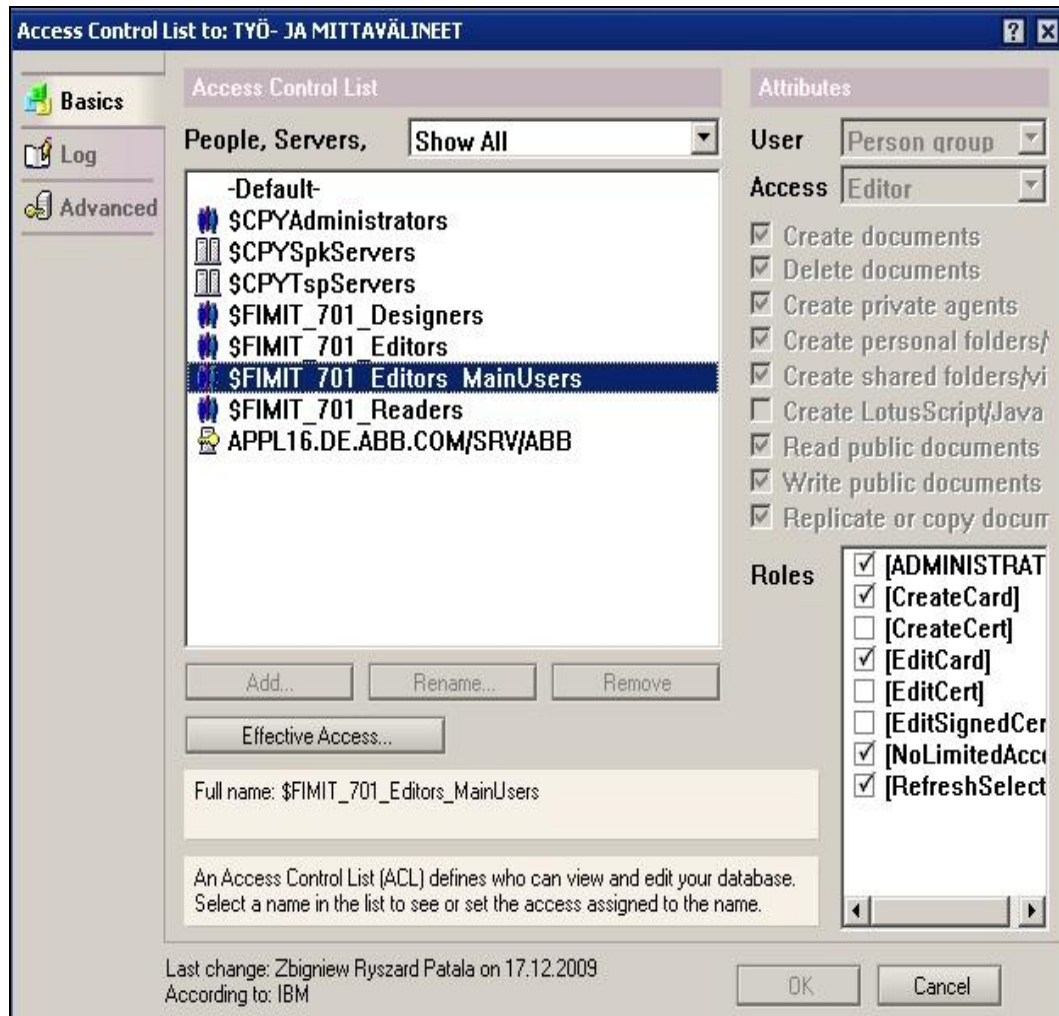 Access Control List to: TYÖ- JA MITTAVÄLINEET
Basics
Log
Advanced
Access Control List
People, Servers, Show All
-Default-
$CPYAdministrators
$CPYSpkServers
$CPYTspServers
$FIMIT_701_Designers
$FIMIT_701_Editors
$FIMIT_701_Editors_MainUsers
$FIMIT_701_Readers
APPL16.DE.ABB.COM/SRV/ABB
Add... Rename... Remove
Effective Access...
Full name: $FIMIT_701_Editors_MainUsers
An Access Control List (ACL) defines who can view and edit your database.
Select a name in the list to see or set the access assigned to the name.
Attributes
User Person group
Access Editor
Create documents
Delete documents
Create private agents
Create personal folders/
Create shared folders/vi
Create LotusScript/Java
Read public documents
Write public documents
Replicate or copy docum
Roles
[ADMINISTRAT
[CreateCard]
[CreateCert]
[EditCard]
[EditCert]
[EditSignedCer
[NoLimitedAcc
[RefreshSelect
Last change: Zbigniew Ryszard Patala on 17.12.2009
According to: IBM
OK Cancel